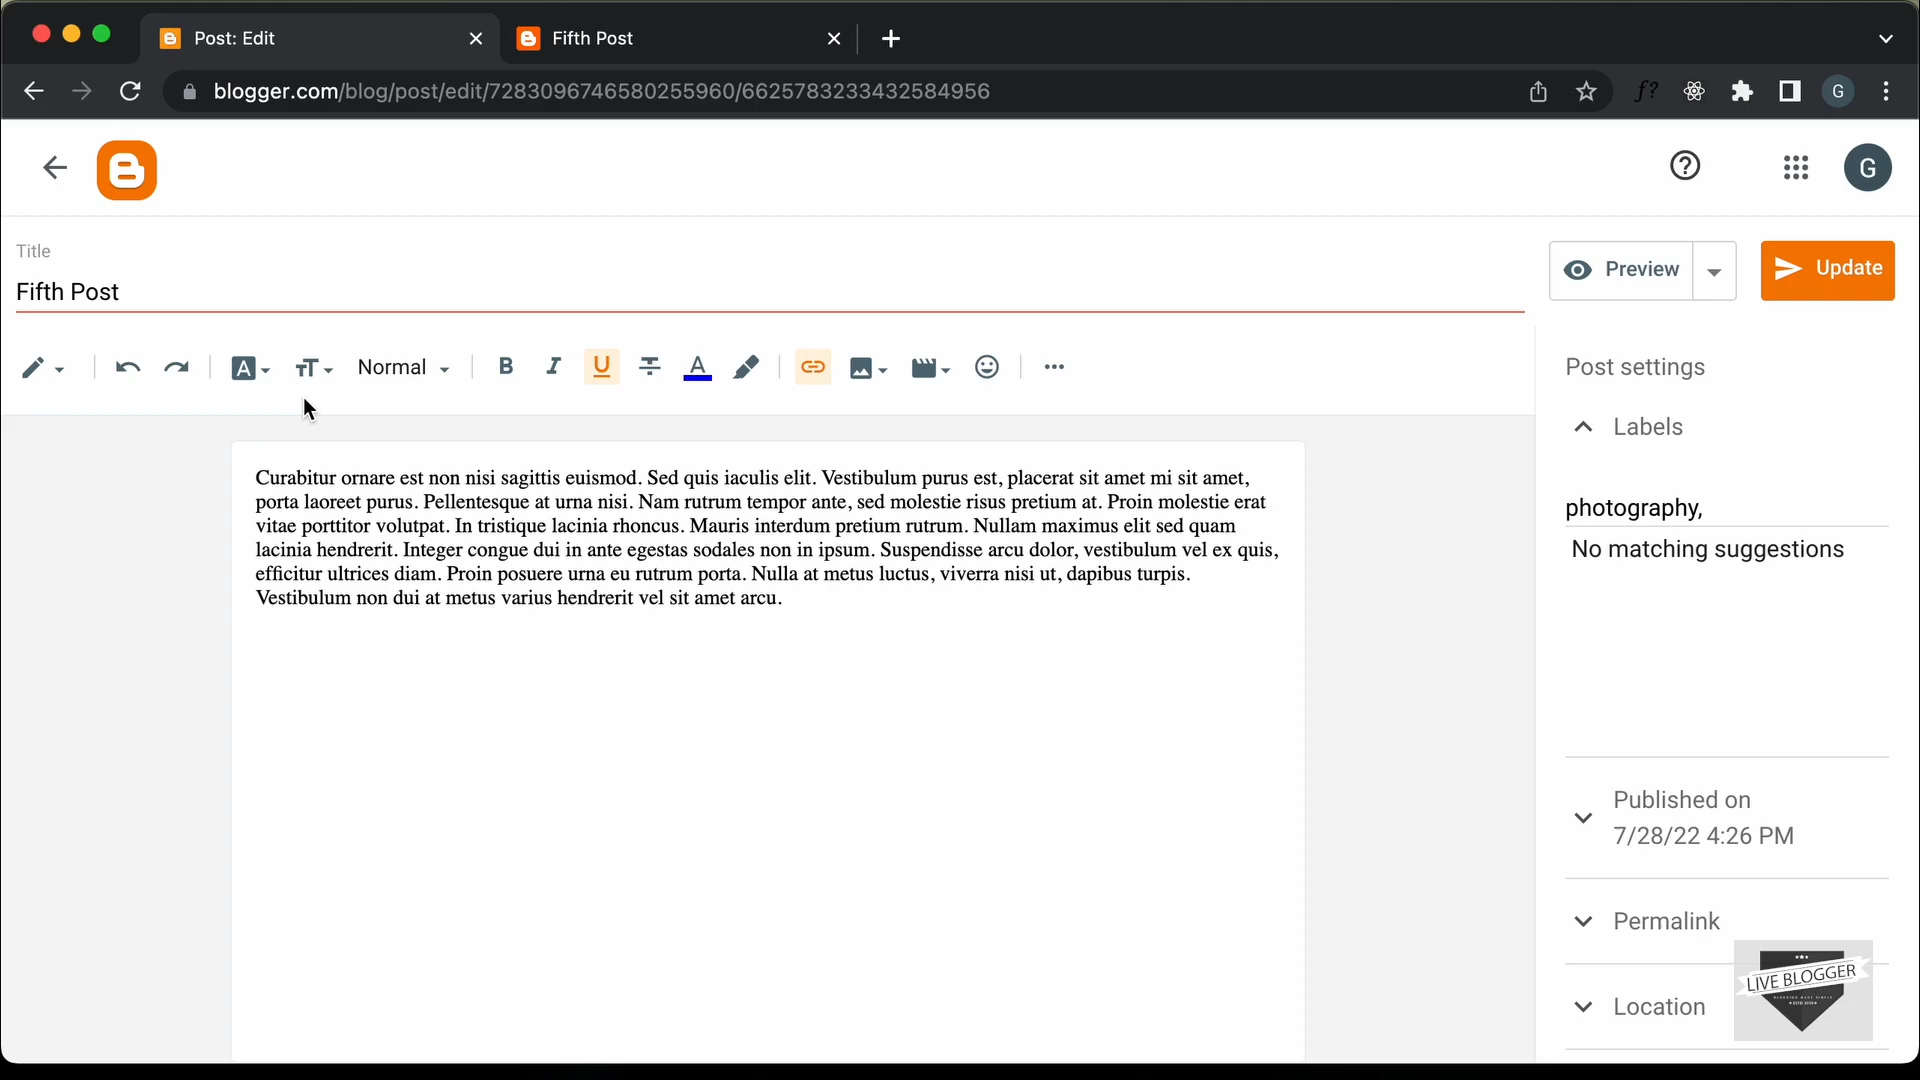 Post: Edit
Fifth Post
blogger.com/blog/post/edit/7283096746580255960/6625783233432584956
f?
G
G
Title
Fifth Post
Preview
Update
Normal
B
I
U
A
Post settings
Labels
photography,
No matching suggestions
Curabitur ornare est non nisi sagittis euismod. Sed quis iaculis elit. Vestibulum purus est, placerat sit amet mi sit amet,
porta laoreet purus. Pellentesque at urna nisi. Nam rutrum tempor ante, sed molestie risus pretium at. Proin molestie erat
vitae porttitor volutpat. In tristique lacinia rhoncus. Mauris interdum pretium rutrum. Nullam maximus elit sed quam
lacinia hendrerit. Integer congue dui in ante egestas sodales non in ipsum. Suspendisse arcu dolor, vestibulum vel ex quis,
efficitur ultrices diam. Proin posuere urna eu rutrum porta. Nulla at metus luctus, viverra nisi ut, dapibus turpis.
Vestibulum non dui at metus varius hendrerit vel sit amet arcu.
Published on
7/28/22 4:26 PM
Permalink
Location
LIVE BLOGGER